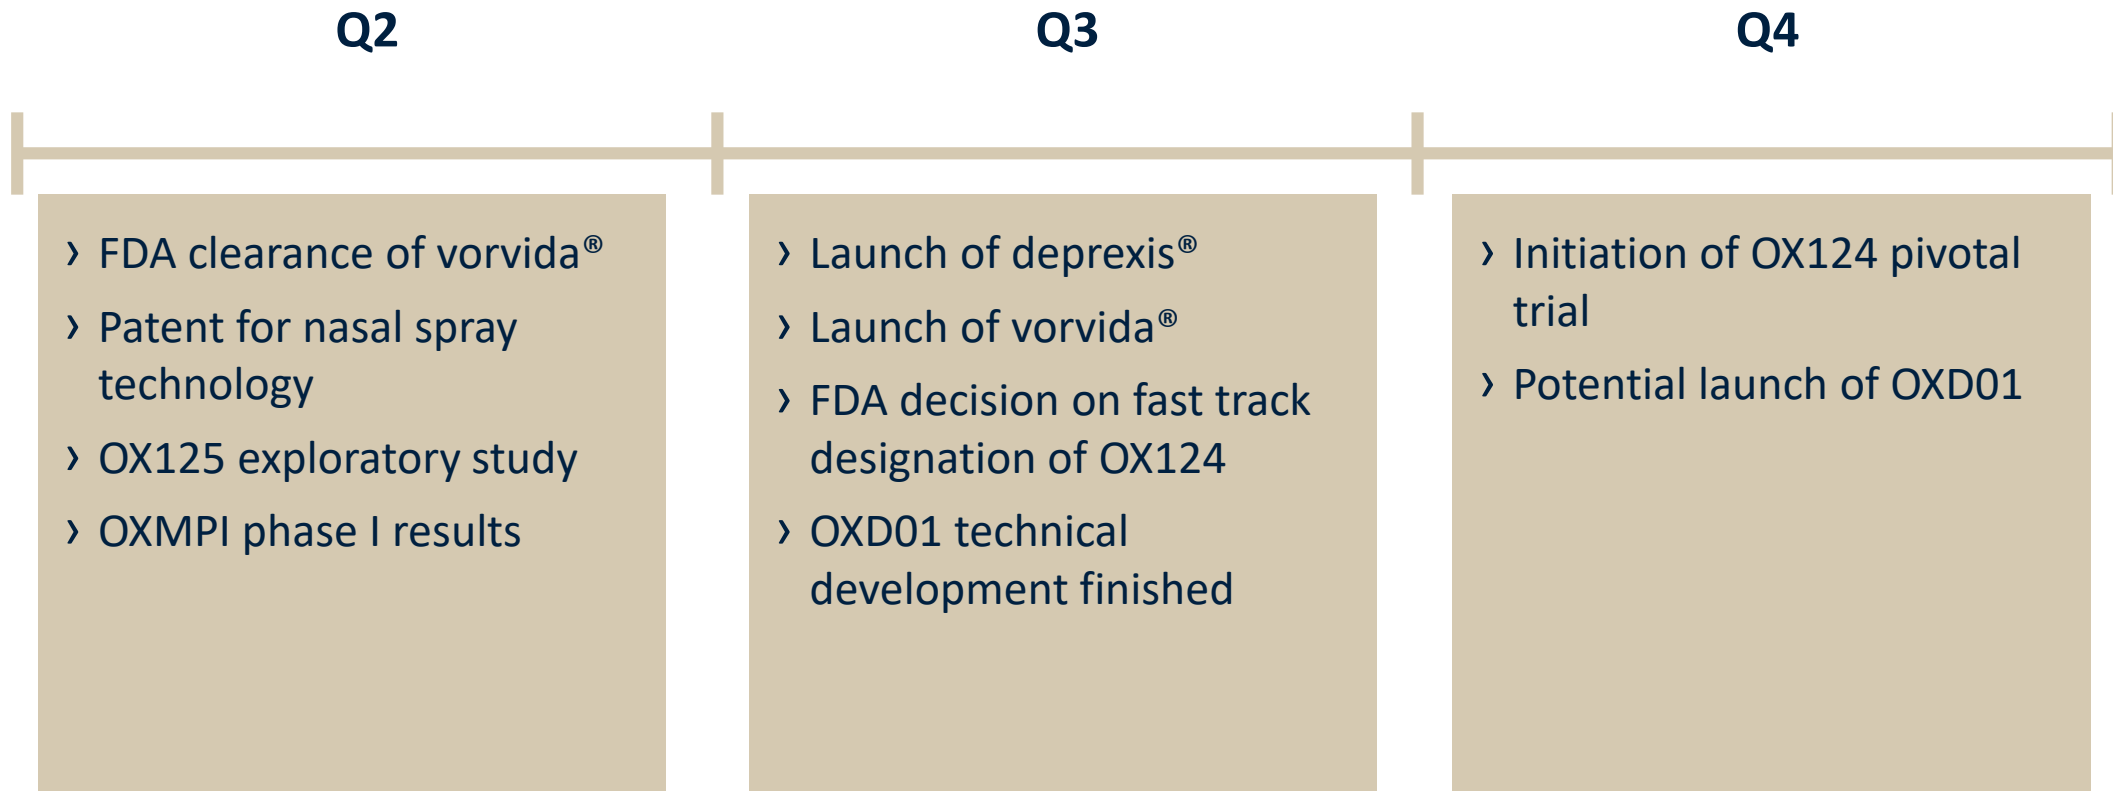 Q2
Q3
Q4
› FDA clearance of vorvida®
› Patent for nasal spray
technology
› OX125 exploratory study
› OXMPI phase I results
› Launch of deprexis®
› Launch of vorvida®
› FDA decision on fast track
designation of OX124
› OXD01 technical
development finished
› Initiation of OX124 pivotal
trial
› Potential launch of OXD01